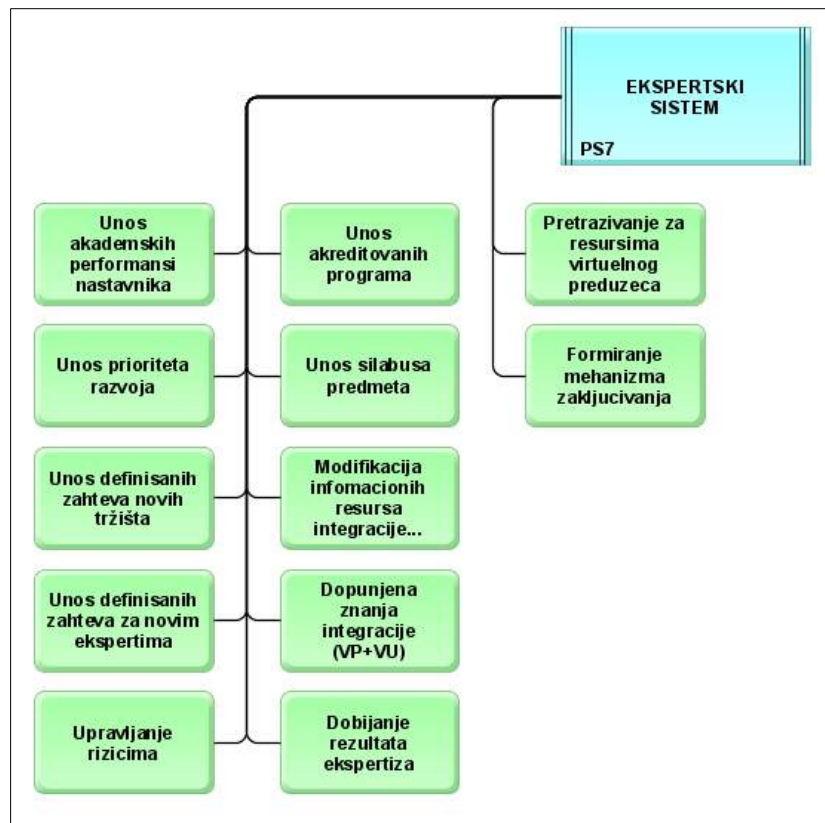 EKSPERTSKI
SISTEM
PS7
Unos
akademskih
performansi
nastavnika
Unos
akreditovanih
programa
Pretrazivanje za
resursima
virtuelnog
preduzeca
Unos prioriteta
razvoja
Unos silabusa
predmeta
Formiranje
mehanizma
zakljucivanja
Unos definisanih
zahteva novih
tržišta
Modifikacija
infomacionih
resursa
integracije...
Unos definisanih
zahteva za novim
ekspertima
Dopunjena
znanja
integracije
(VP+VU)
Upravljanje
rizicima
Dobijanje
rezultata
ekspertiza